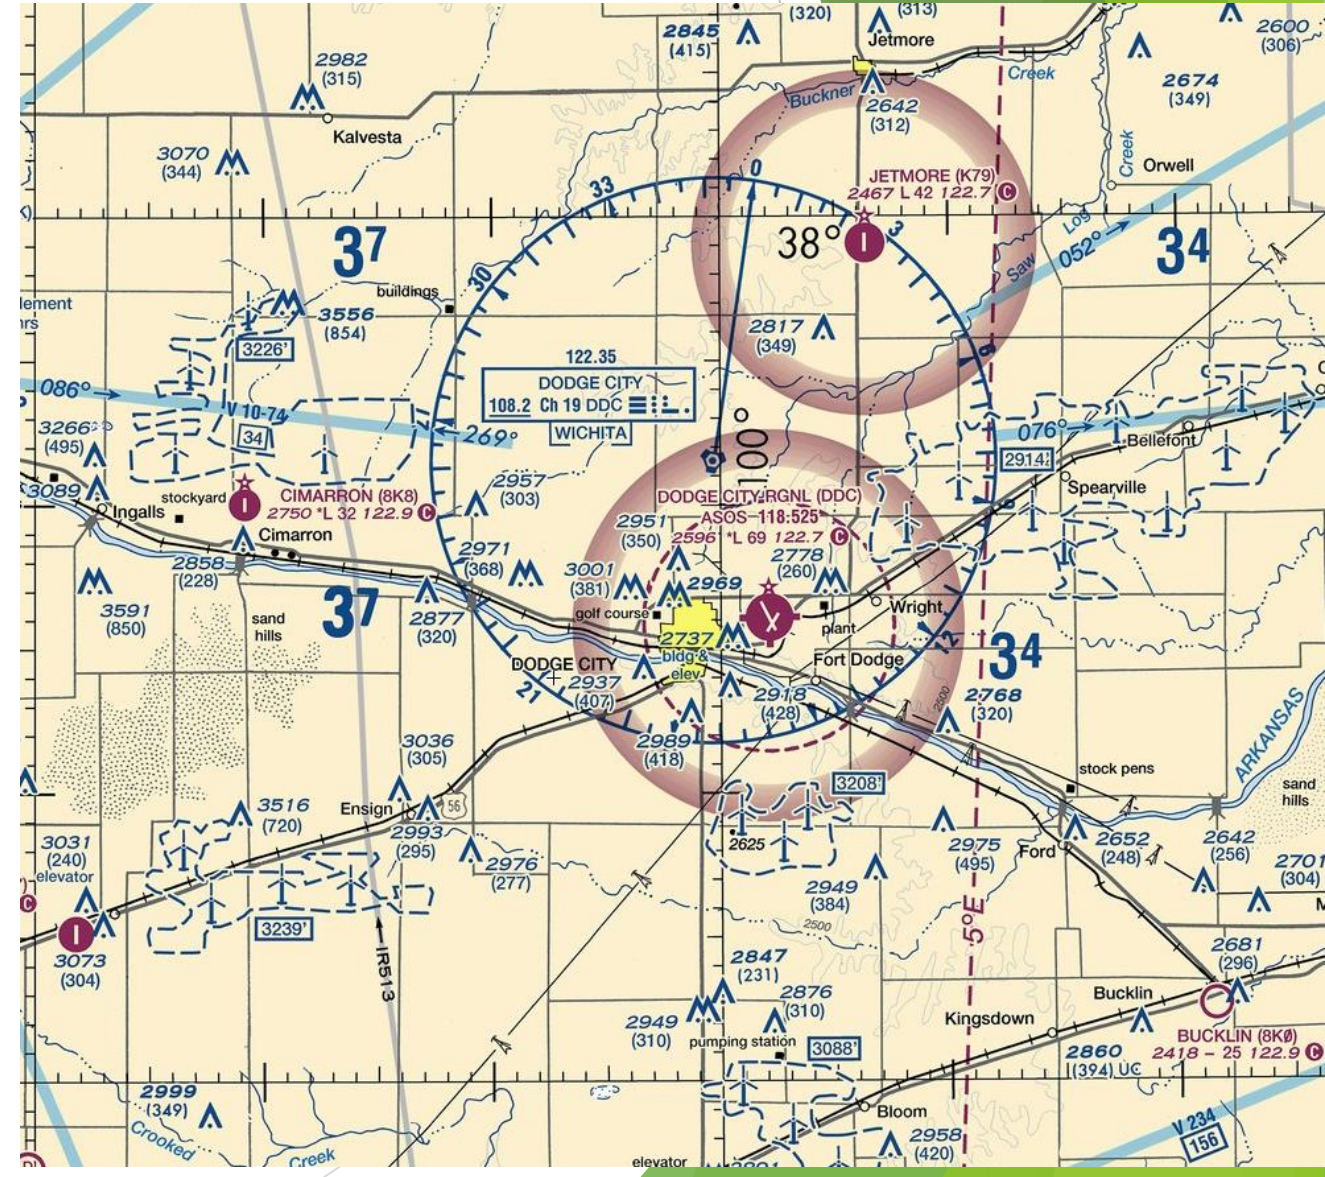 (320)
(313)
2845
(415)
Jetmore
2600
(306)
2982
(315)
Creek
2674
(349)
Buckner
2642
(312)
Kalvesta
3070
(344)
Creek
Orwell
JETMORE (K79)
2467 L 42 122.7 C
0
33
3
38°
Log
Saw
052°
37
34
30
buildings
3556
(854)
3226'
2817
(349)
9
122.35
DODGE CITY
108.2 Ch 19 DDC
WICHITA
086°
V 10-74
34
269°
076°
Bellefont
2914'
Spearville
3266
(495)
3089
Ingalls
stockyard
CIMARRON (8K8)
2750 *L 32 122.9 C
Cimarron
2957
(303)
100°
DODGE CITY RGNL (DDC)
ASOS 118.525
2596 *L 69 122.7 C
2951
(350)
2778
(260)
2971
(368)
3001
(381)
2969
2858
(228)
3591
(850)
sand
hills
37
2877
(320)
golf course
Wright
plant
2737
bldg &
elev
12
34
DODGE CITY
Fort Dodge
21
2937
(407)
2918
(428)
2500
2768
(320)
ARKANSAS
2989
(418)
3036
(305)
3208'
stock pens
sand
hills
Ensign
56
3516
(720)
2993
(295)
2976
(277)
2625
2975
(495)
Ford
2652
(248)
2642
(256)
2701
(304)
3031
(240)
elevator
C
2949
(384)
3239'
2500
5°E
3073
(304)
IR513
2847
(231)
2876
(310)
2949
(310)
pumping station
3088'
2681
(296)
Bucklin
Kingsdown
BUCKLIN (8KØ)
2418 – 25 122.9 C
2860
(394) UC
2999
(349)
Crooked
Creek
Bloom
2958
(420)
V 234
156
elevator